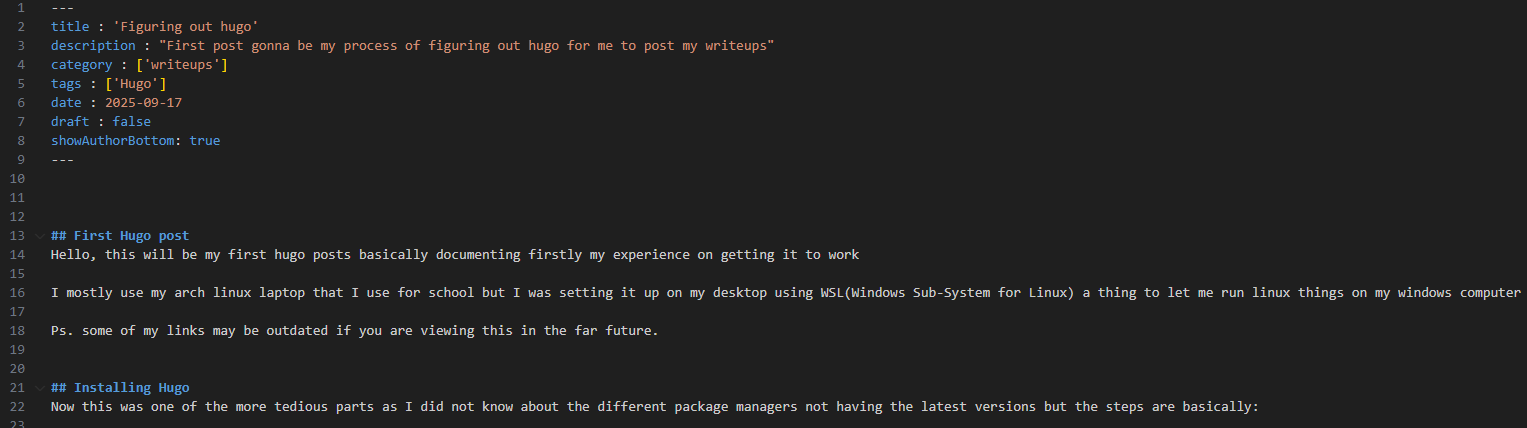 1 ---
2 title : 'Figuring out hugo'
3 description : "First post gonna be my process of figuring out hugo for me to post my writeups"
4 category : ['writeups']
5 tags : ['Hugo']
6 date : 2025-09-17
7 draft : false
8 showAuthorBottom: true
9 ---
10
11
12
13 ## First Hugo post
14 Hello, this will be my first hugo posts basically documenting firstly my experience on getting it to work
15
16 I mostly use my arch linux laptop that I use for school but I was setting it up on my desktop using WSL(Windows Sub-System for Linux) a thing to let me run linux things on my windows computer
17
18 Ps. some of my links may be outdated if you are viewing this in the far future.
19
20
21 ## Installing Hugo
22 Now this was one of the more tedious parts as I did not know about the different package managers not having the latest versions but the steps are basically:
23